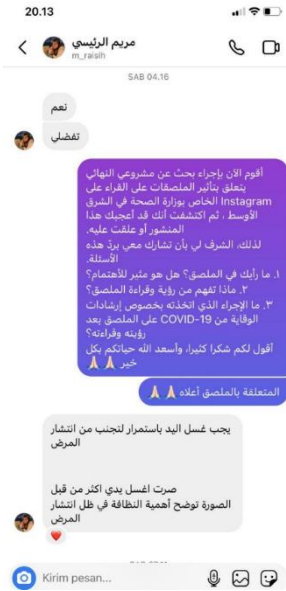 20.13
مريم الرئيسي
m_raisih
SAB 04.16
نعم
تفضلي
أقوم الآن بإجراء بحث عن مشروعي النهائي
يتعلق بتأثير الملصقات على القراء على
Instagram الخاص بوزارة الصحة في الشرق
الأوسط ، ثم اكتشفت أنك قد أعجبك هذا
المنشور أو علقت عليه.
لذلك، الشرف لي بأن تشارك معي بردّ هذه
الأسئلة.
١. ما رأيك في الملصق؟ هل هو مثير للأهتمام؟
٢. ماذا تفهم من رؤية وقراءة الملصق؟
٣. ما الإجراء الذي اتخذته بخصوص إرشادات
الوقاية من COVID-19 على الملصق بعد
رؤيته وقراءته؟
أقول لكم شكرا كثيرا، وأسعد الله حياتكم بكل
خير 🙏🏻🙏🏻
المتعلقة بالملصق أعلاه 🙏🏻🙏🏻
يجب غسل اليد باستمرار لتجنب من انتشار
المرض
صرت اغسل يدي اكثر من قبل
الصورة توضح أهمية النظافة في ظل انتشار
المرض
Kirim pesan...